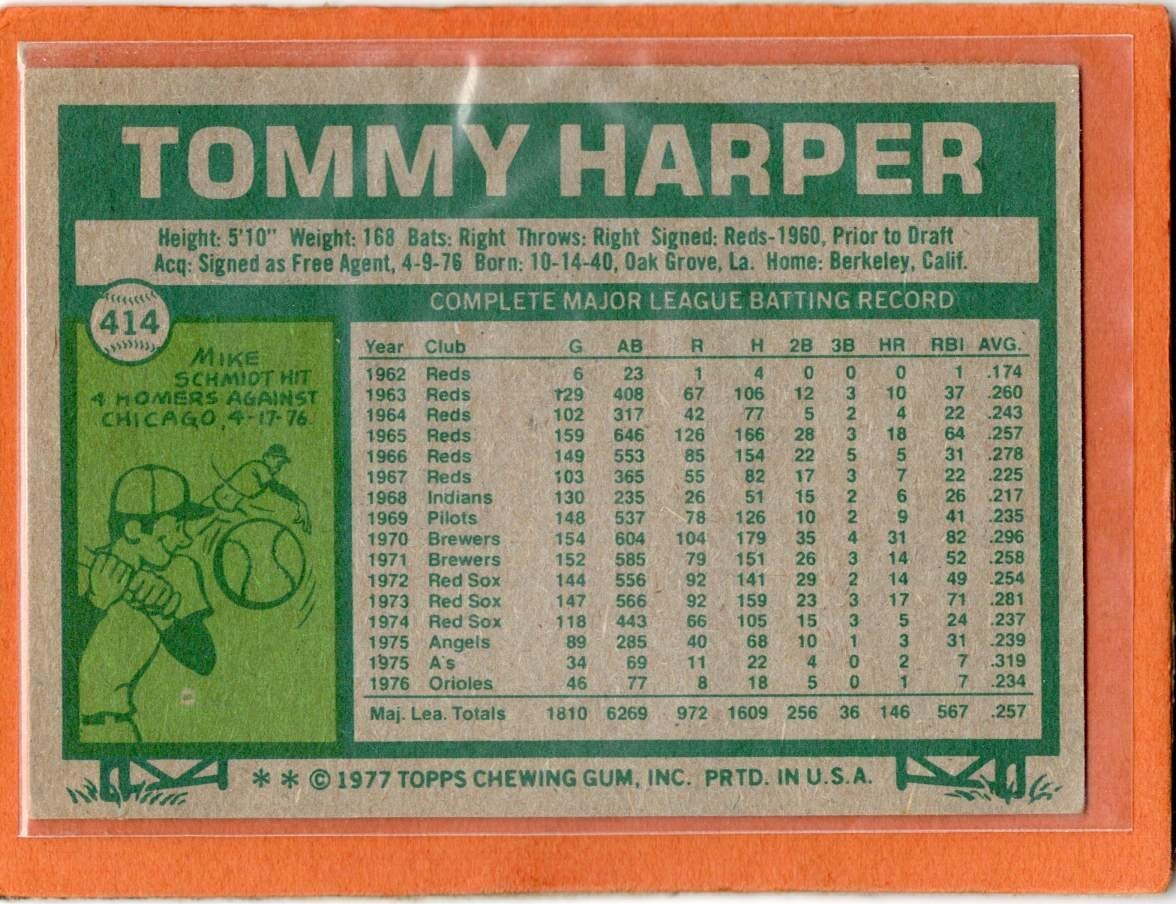 TOMMY HARPER
Height: 5'10" Weight: 168 Bats: Right Throws: Right Signed: Reds-1960, Prior to Draft
Acq: Signed as Free Agent, 4-9-76 Born: 10-14-40, Oak Grove, La. Home: Berkeley, Calif.
414
MIKE
SCHMIDT HIT
4 HOMERS AGAINST
CHICAGO, 4-17-76.
COMPLETE MAJOR LEAGUE BATTING RECORD
Year Club G AB R H 2B 3B HR RBI AVG.
1962 Reds 6 23 1 4 0 0 0 1 .174
1963 Reds 129 408 67 106 12 3 10 37 .260
1964 Reds 102 317 42 77 5 2 4 22 .243
1965 Reds 159 646 126 166 28 3 18 64 .257
1966 Reds 149 553 85 154 22 5 5 31 .278
1967 Reds 103 365 55 82 17 3 7 22 .225
1968 Indians 130 235 26 51 15 2 6 26 .217
1969 Pilots 148 537 78 126 10 2 9 41 .235
1970 Brewers 154 604 104 179 35 4 31 82 .296
1971 Brewers 152 585 79 151 26 3 14 52 .258
1972 Red Sox 144 556 92 141 29 2 14 49 .254
1973 Red Sox 147 566 92 159 23 3 17 71 .281
1974 Red Sox 118 443 66 105 15 3 5 24 .237
1975 Angels 89 285 40 68 10 1 3 31 .239
1975 A's 34 69 11 22 4 0 2 7 .319
1976 Orioles 46 77 8 18 5 0 1 7 .234
Maj. Lea. Totals 1810 6269 972 1609 256 36 146 567 .257
* * © 1977 TOPPS CHEWING GUM, INC. PRTD. IN U.S.A.